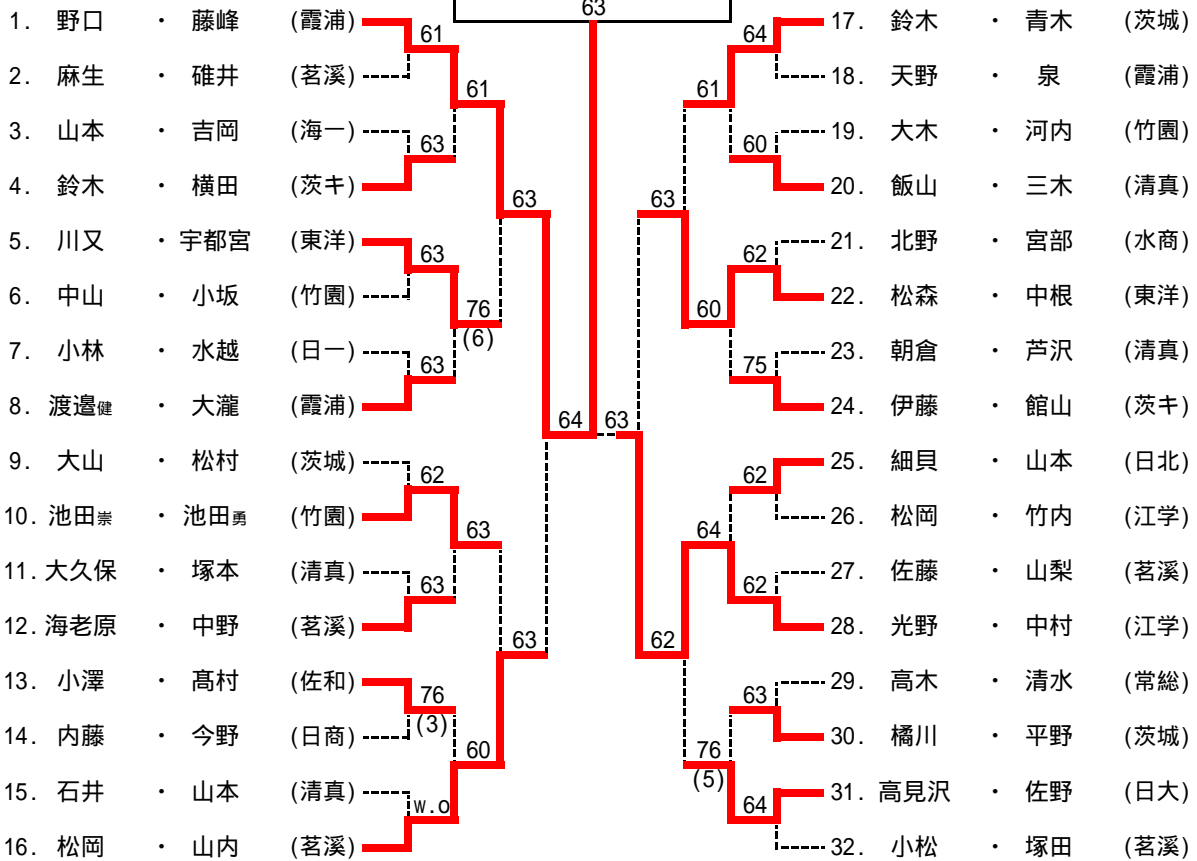 63
1. 野口 ・ 藤峰 (霞浦)
61
2. 麻生 ・ 碓井 (茗溪)
61
3. 山本 ・ 吉岡 (海一)
63
4. 鈴木 ・ 横田 (茨キ)
63
5. 川又 ・ 宇都宮 (東洋)
63
6. 中山 ・ 小坂 (竹園)
76
(6)
7. 小林 ・ 水越 (日一)
63
8. 渡邉健 ・ 大瀧 (霞浦)
64 63
9. 大山 ・ 松村 (茨城)
62
10. 池田崇 ・ 池田勇 (竹園)
63
11. 大久保 ・ 塚本 (清真)
63
12. 海老原 ・ 中野 (茗溪)
63
13. 小澤 ・ 髙村 (佐和)
76
(3)
14. 内藤 ・ 今野 (日商)
60
15. 石井 ・ 山本 (清真)
w.o
16. 松岡 ・ 山内 (茗溪)
17. 鈴木 ・ 青木 (茨城)
64
18. 天野 ・ 泉 (霞浦)
61
19. 大木 ・ 河内 (竹園)
60
20. 飯山 ・ 三木 (清真)
63
21. 北野 ・ 宮部 (水商)
62
22. 松森 ・ 中根 (東洋)
60
23. 朝倉 ・ 芦沢 (清真)
75
24. 伊藤 ・ 館山 (茨キ)
25. 細貝 ・ 山本 (日北)
62
26. 松岡 ・ 竹内 (江学)
64
27. 佐藤 ・ 山梨 (茗溪)
62
28. 光野 ・ 中村 (江学)
62
29. 高木 ・ 清水 (常総)
63
30. 橘川 ・ 平野 (茨城)
76
(5)
31. 高見沢 ・ 佐野 (日大)
64
32. 小松 ・ 塚田 (茗溪)